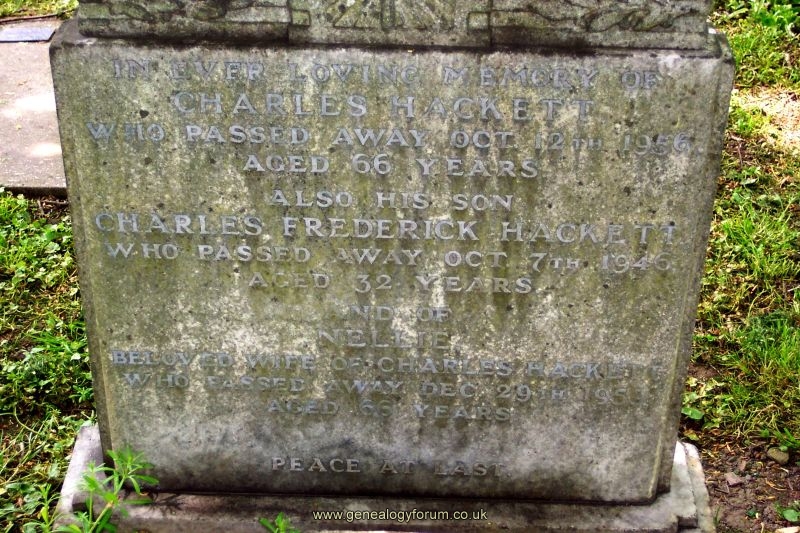 IN EVER LOVING MEMORY OF
CHARLES HACKETT
WHO PASSED AWAY OCT. 12TH 1956,
AGED 66 YEARS.
ALSO HIS SON
CHARLES FREDERICK HACKETT
WHO PASSED AWAY OCT. 7TH 1946
AGED 32 YEARS.
ND OF
NELLIE
BELOVED WIFE OF CHARLES HACKETT
WHO PASSED AWAY DEC. 29TH
AGED 66 YEARS
PEACE AT LAST.
www.genealogyforum.co.uk